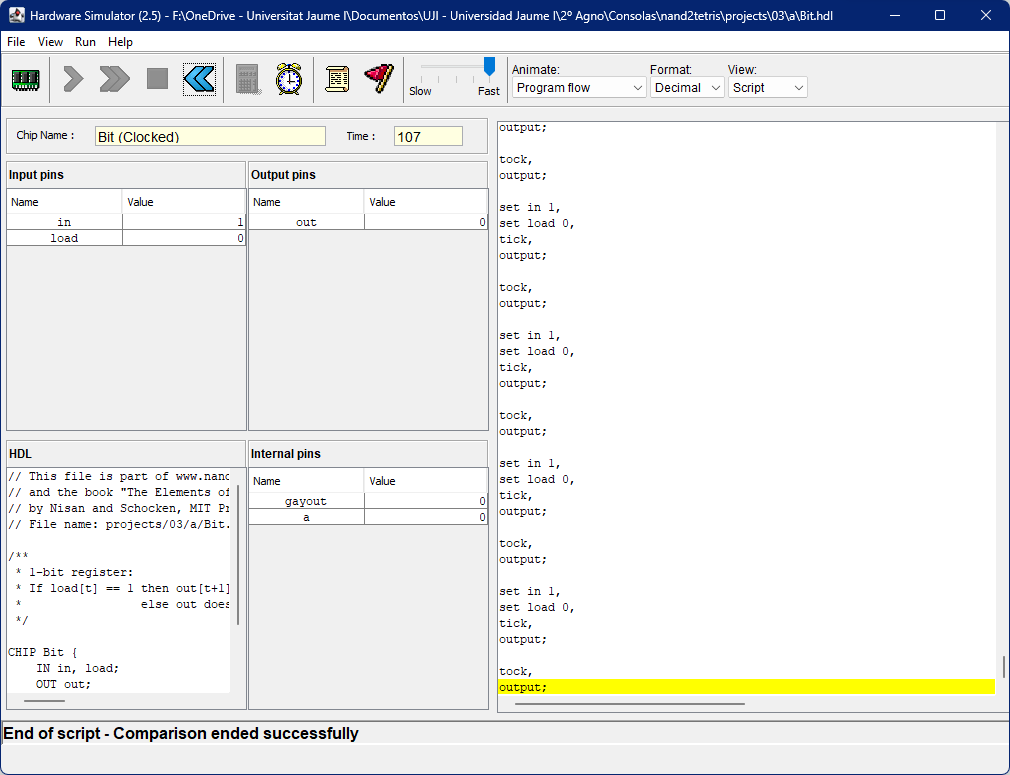 Hardware Simulator (2.5) - F:\OneDrive - Universitat Jaume I\Documentos\UJI - Universidad Jaume I\2º Agno\Consolas\nand2tetris\projects\03\a\Bit.hdl
File View Run Help
Slow Fast
Animate: Format: View:
Program flow Decimal Script
Chip Name : Bit (Clocked) Time : 107
Input pins
Name Value
in 1
load 0
Output pins
Name Value
out 0
HDL
// This file is part of www.nand
// and the book "The Elements of
// by Nisan and Schocken, MIT Pr
// File name: projects/03/a/Bit.
/**
* 1-bit register:
* If load[t] == 1 then out[t+1]
* else out does
*/
CHIP Bit {
IN in, load;
OUT out;
Internal pins
Name Value
gayout 0
a 0
output;
tock,
output;
set in 1,
set load 0,
tick,
output;
tock,
output;
set in 1,
set load 0,
tick,
output;
tock,
output;
set in 1,
set load 0,
tick,
output;
tock,
output;
set in 1,
set load 0,
tick,
output;
tock,
output;
End of script - Comparison ended successfully